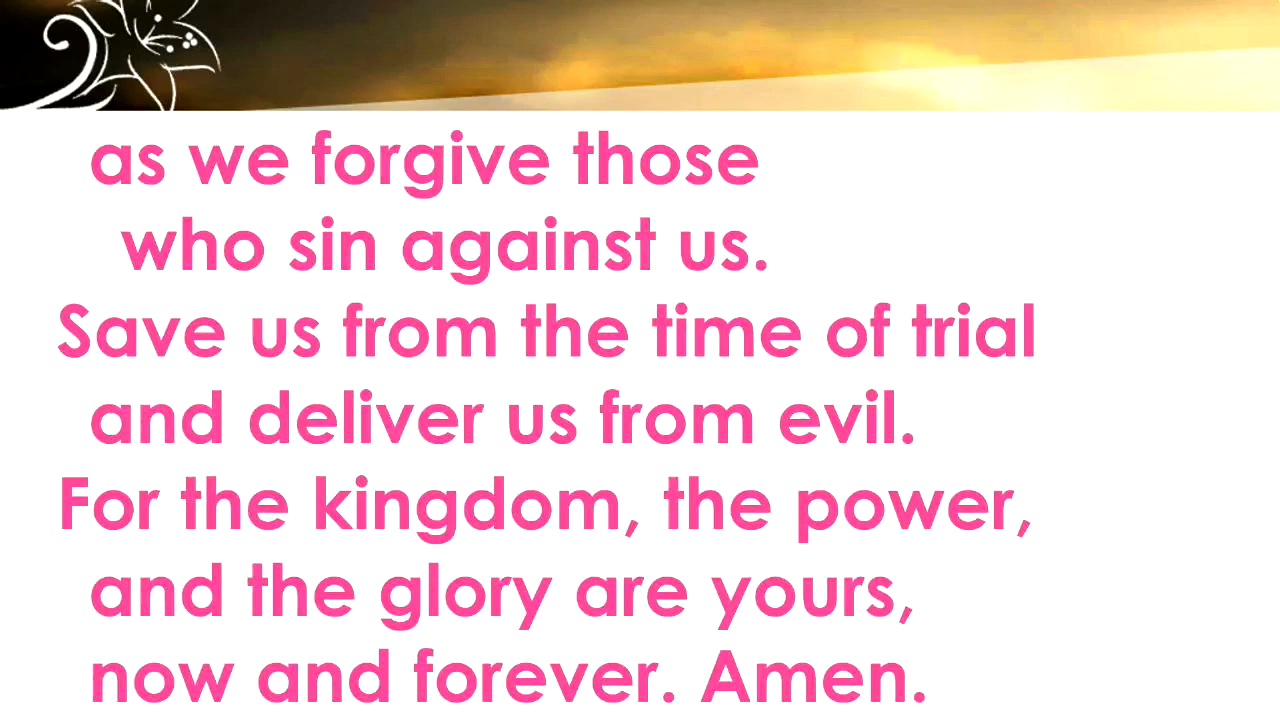 as we forgive those
who sin against us.
Save us from the time of trial
and deliver us from evil.
For the kingdom, the power,
and the glory are yours,
now and forever. Amen.